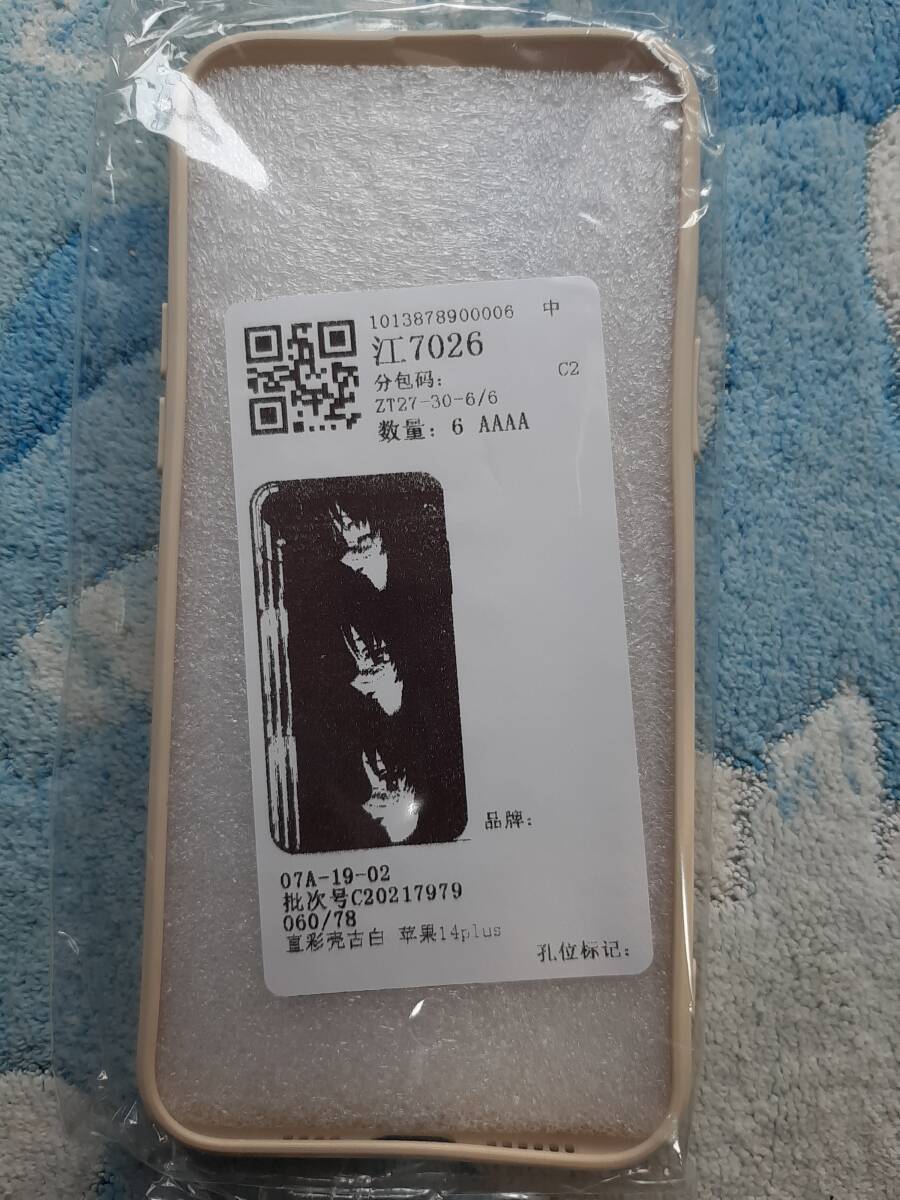 1013878900006 中
江7026
分包码: C2
ZT27-30-6/6
数量: 6 AAAA
品牌:
07A-19-02
批次号C20217979
060/78
直彩壳古白 苹果14plus
孔位标记: